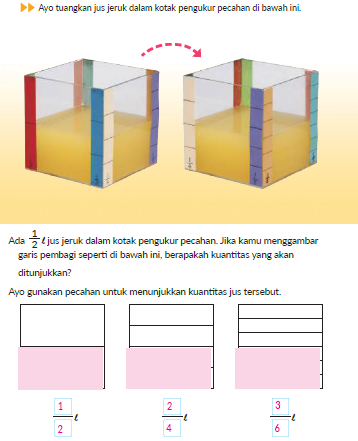 Ayo tuangkan jus jeruk dalam kotak pengukur pecahan di bawah ini.
Ada 1/2 ℓ jus jeruk dalam kotak pengukur pecahan. Jika kamu menggambar
garis pembagi seperti di bawah ini, berapakah kuantitas yang akan
ditunjukkan?
Ayo gunakan pecahan untuk menunjukkan kuantitas jus tersebut.
1/2 ℓ 2/4 ℓ 3/6 ℓ